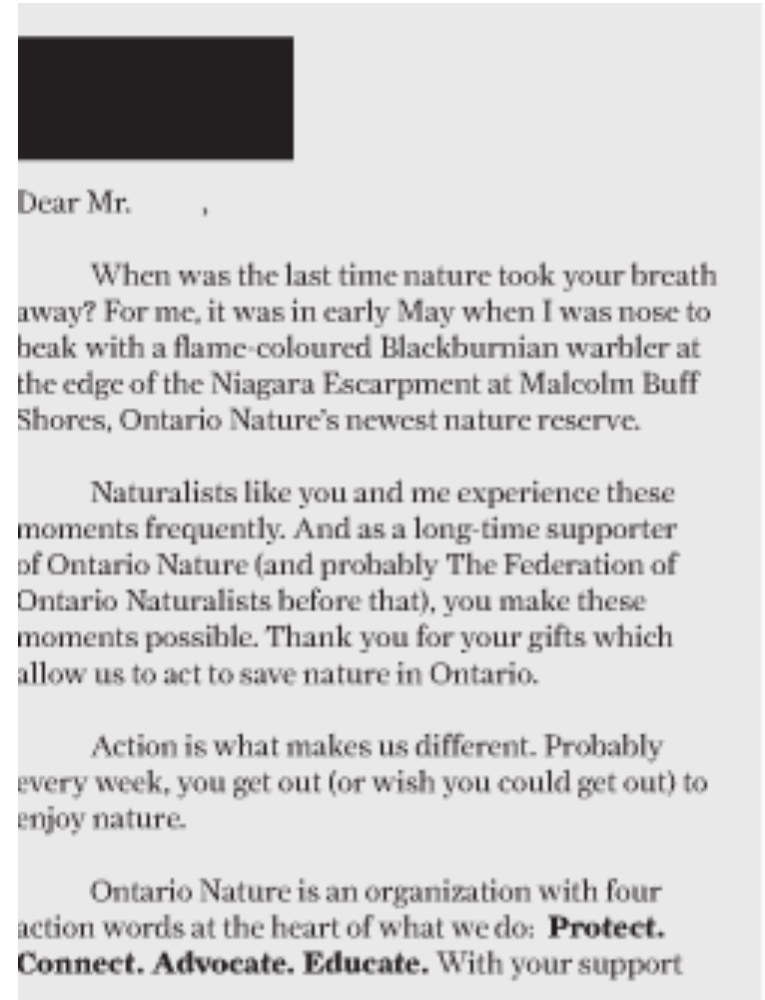 Dear Mr. ,
When was the last time nature took your breath
away? For me, it was in early May when I was nose to
beak with a flame-coloured Blackburnian warbler at
the edge of the Niagara Escarpment at Malcolm Buff
Shores, Ontario Nature's newest nature reserve.
Naturalists like you and me experience these
moments frequently. And as a long-time supporter
of Ontario Nature (and probably The Federation of
Ontario Naturalists before that), you make these
moments possible. Thank you for your gifts which
allow us to act to save nature in Ontario.
Action is what makes us different. Probably
every week, you get out (or wish you could get out) to
enjoy nature.
Ontario Nature is an organization with four
action words at the heart of what we do: Protect.
Connect. Advocate. Educate. With your support